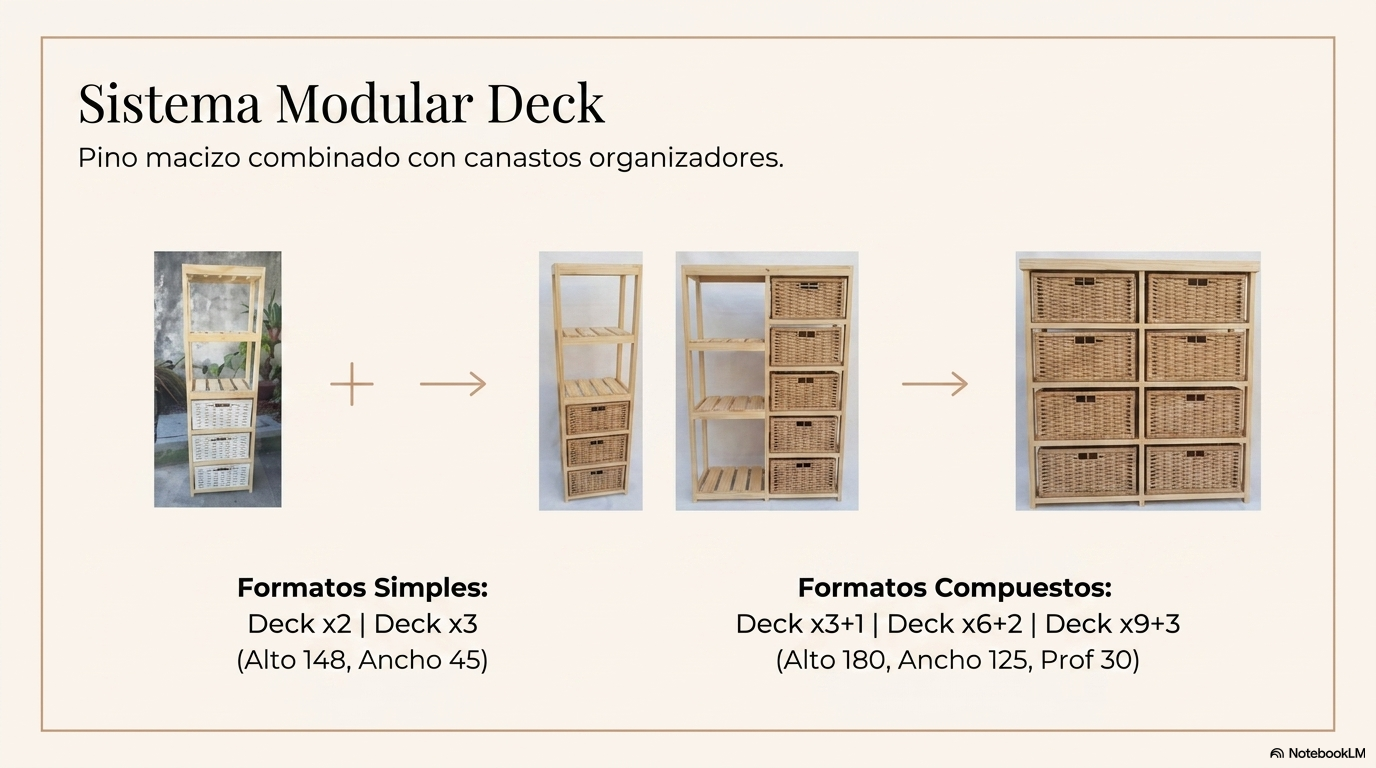 Sistema Modular Deck
Pino macizo combinado con canastos organizadores.
Formatos Simples:
Deck x2 | Deck x3
(Alto 148, Ancho 45)
Formatos Compuestos:
Deck x3+1 | Deck x6+2 | Deck x9+3
(Alto 180, Ancho 125, Prof 30)
NotebookLM